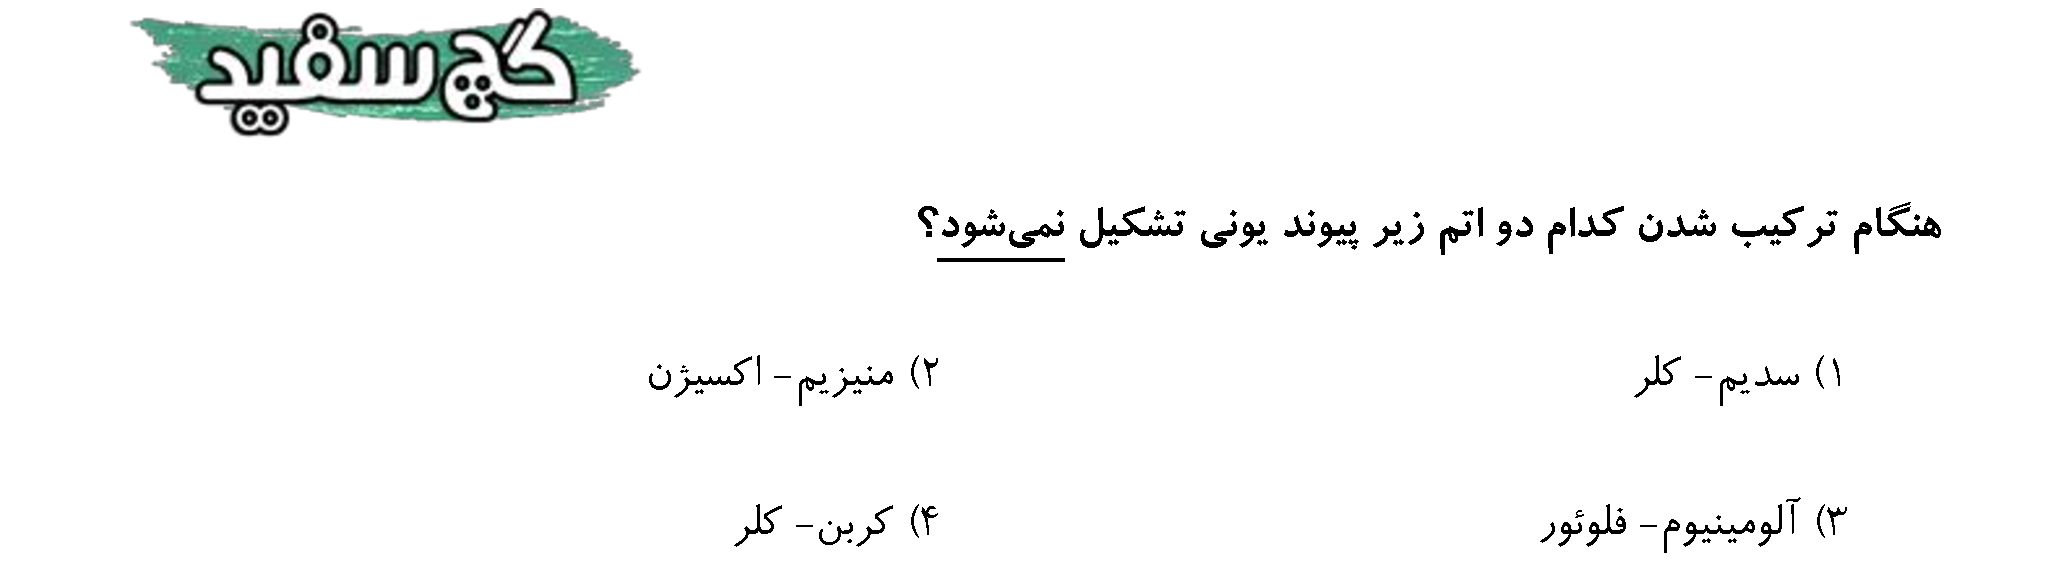 گچ سفید
هنگام ترکیب شدن کدام دو اتم زیر پیوند یونی تشکیل نمی‌شود؟
۱) سدیم- کلر ۲) منیزیم- اکسیژن
۳) آلومینیوم- فلوئور ۴) کربن- کلر